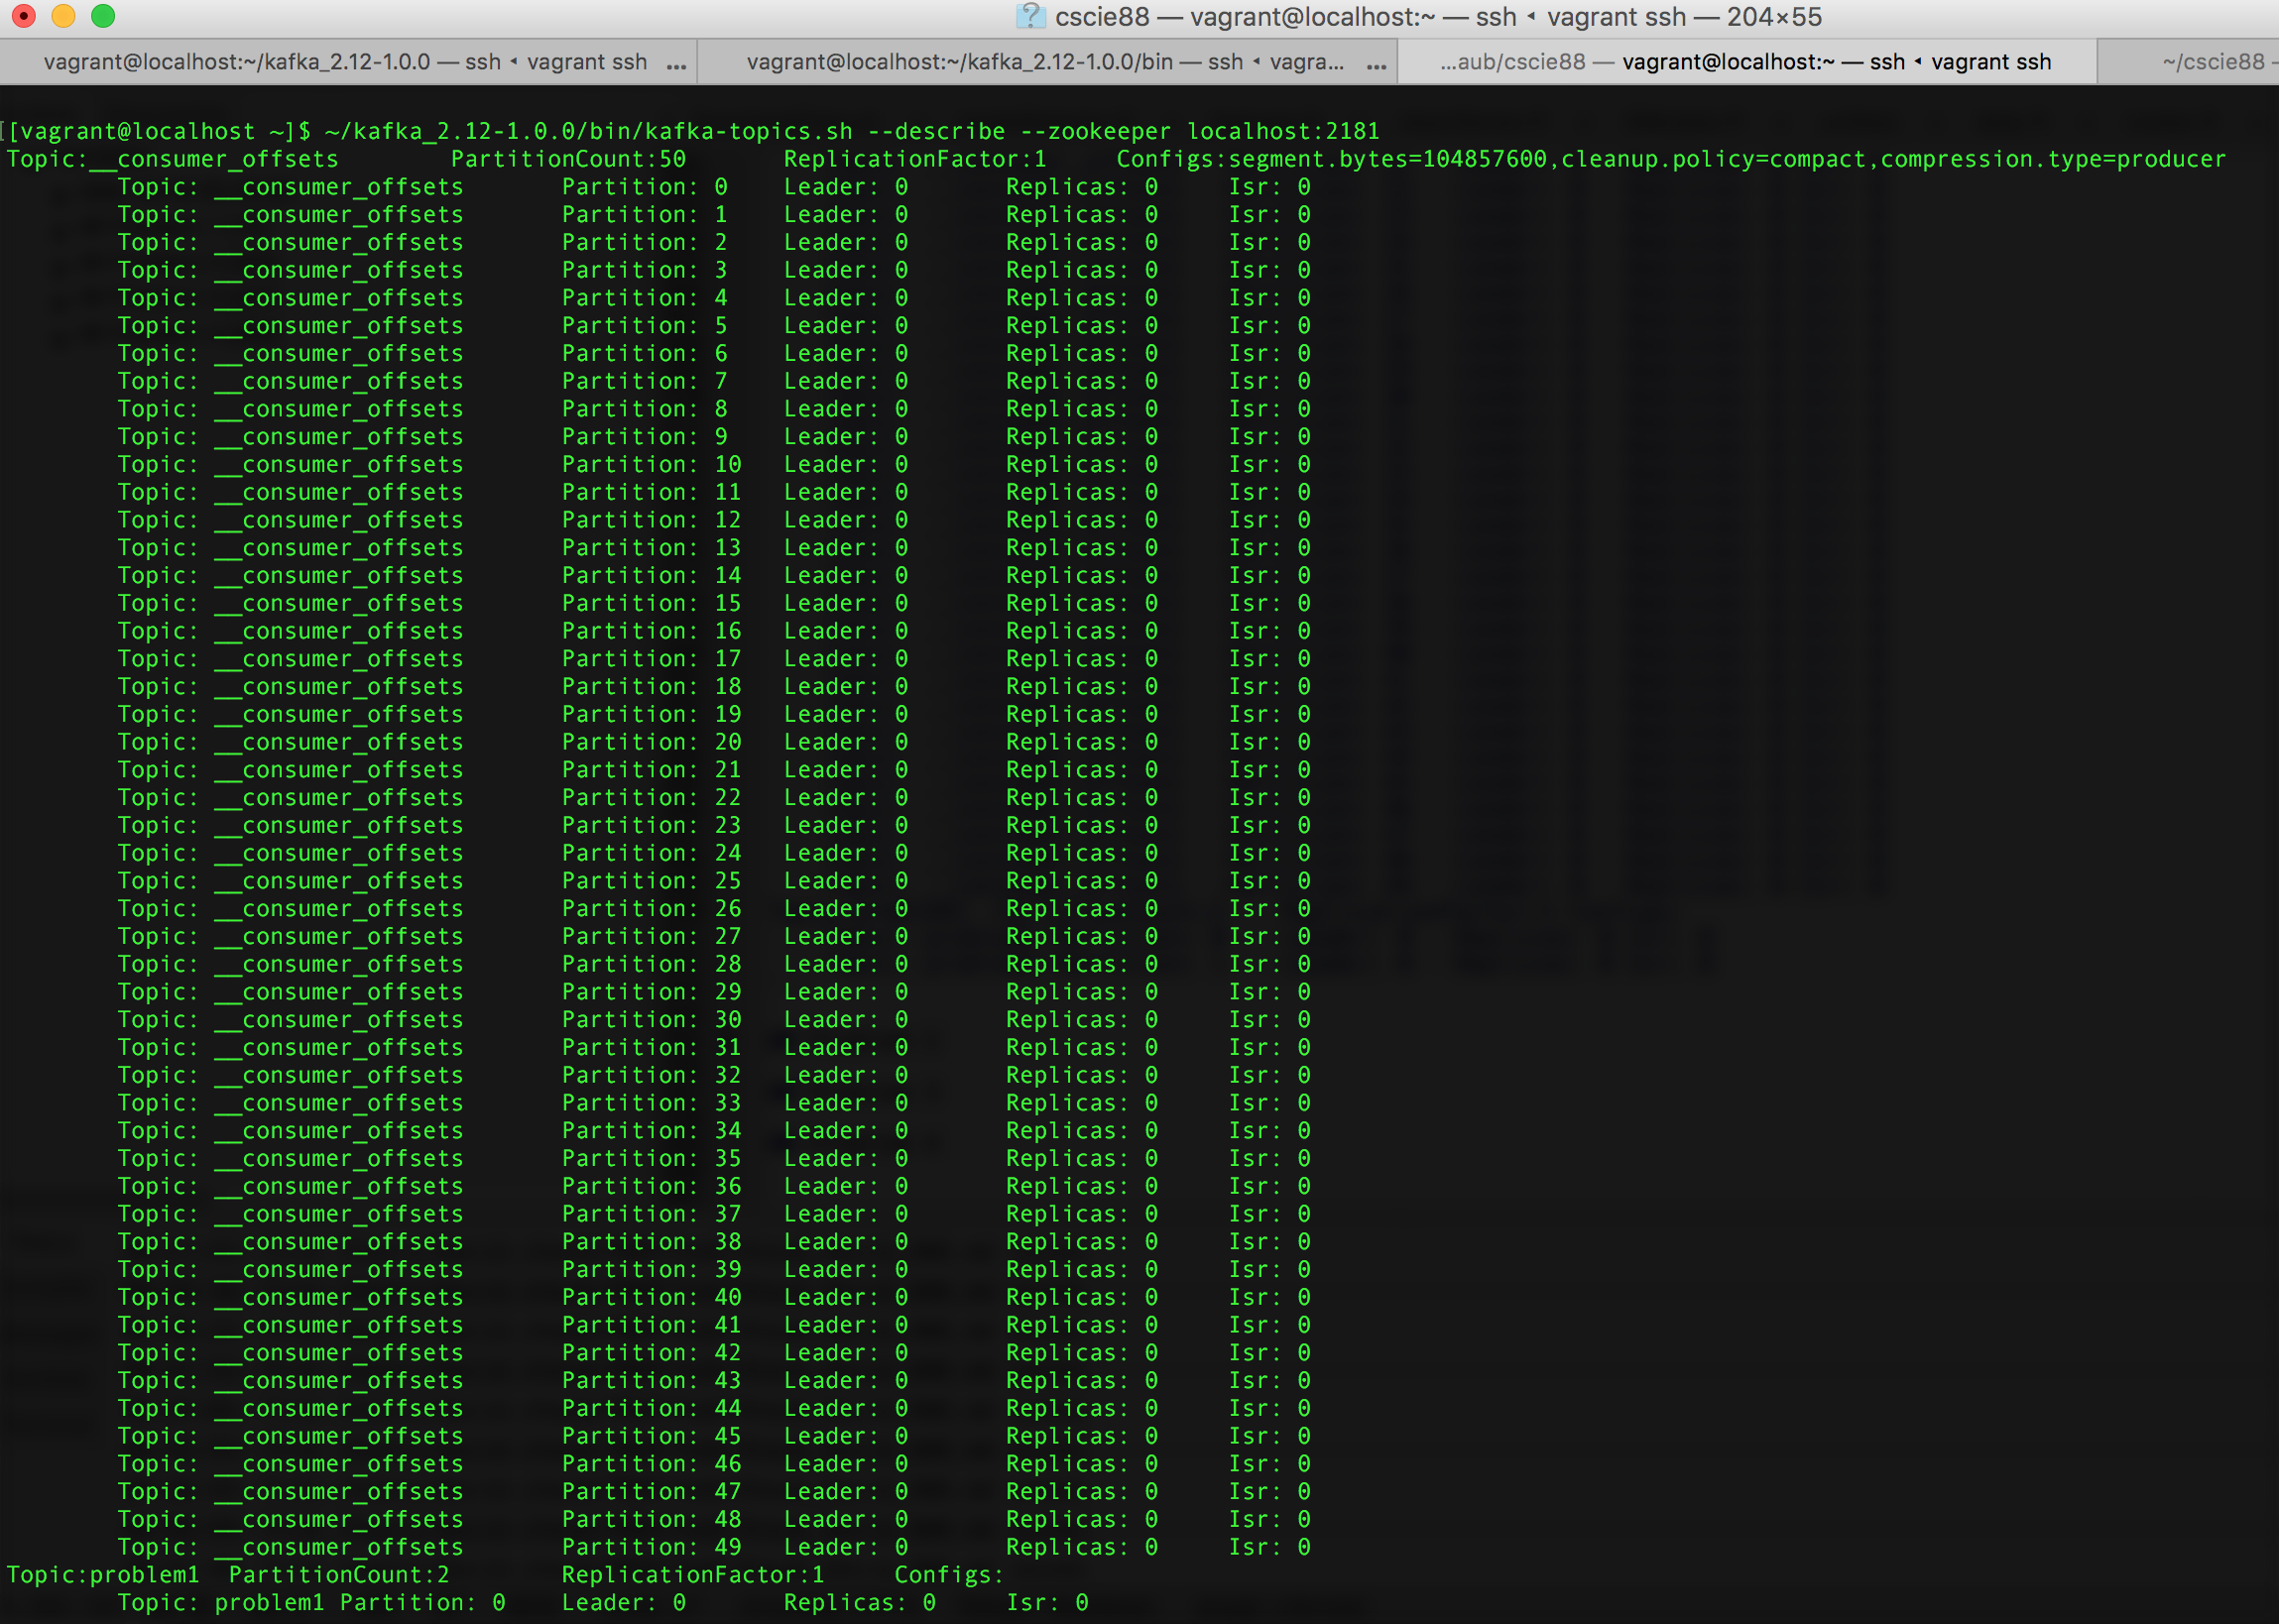 cscie88 — vagrant@localhost:~ — ssh ◂ vagrant ssh — 204×55
vagrant@localhost:~/kafka_2.12-1.0.0 — ssh ◂ vagrant ssh ... vagrant@localhost:~/kafka_2.12-1.0.0/bin — ssh ◂ vagra... ... ...aub/cscie88 — vagrant@localhost:~ — ssh ◂ vagrant ssh ~/cscie88 –
[[vagrant@localhost ~]$ ~/kafka_2.12-1.0.0/bin/kafka-topics.sh --describe --zookeeper localhost:2181
Topic:__consumer_offsets PartitionCount:50 ReplicationFactor:1 Configs:segment.bytes=104857600,cleanup.policy=compact,compression.type=producer
Topic: __consumer_offsets Partition: 0 Leader: 0 Replicas: 0 Isr: 0
Topic: __consumer_offsets Partition: 1 Leader: 0 Replicas: 0 Isr: 0
Topic: __consumer_offsets Partition: 2 Leader: 0 Replicas: 0 Isr: 0
Topic: __consumer_offsets Partition: 3 Leader: 0 Replicas: 0 Isr: 0
Topic: __consumer_offsets Partition: 4 Leader: 0 Replicas: 0 Isr: 0
Topic: __consumer_offsets Partition: 5 Leader: 0 Replicas: 0 Isr: 0
Topic: __consumer_offsets Partition: 6 Leader: 0 Replicas: 0 Isr: 0
Topic: __consumer_offsets Partition: 7 Leader: 0 Replicas: 0 Isr: 0
Topic: __consumer_offsets Partition: 8 Leader: 0 Replicas: 0 Isr: 0
Topic: __consumer_offsets Partition: 9 Leader: 0 Replicas: 0 Isr: 0
Topic: __consumer_offsets Partition: 10 Leader: 0 Replicas: 0 Isr: 0
Topic: __consumer_offsets Partition: 11 Leader: 0 Replicas: 0 Isr: 0
Topic: __consumer_offsets Partition: 12 Leader: 0 Replicas: 0 Isr: 0
Topic: __consumer_offsets Partition: 13 Leader: 0 Replicas: 0 Isr: 0
Topic: __consumer_offsets Partition: 14 Leader: 0 Replicas: 0 Isr: 0
Topic: __consumer_offsets Partition: 15 Leader: 0 Replicas: 0 Isr: 0
Topic: __consumer_offsets Partition: 16 Leader: 0 Replicas: 0 Isr: 0
Topic: __consumer_offsets Partition: 17 Leader: 0 Replicas: 0 Isr: 0
Topic: __consumer_offsets Partition: 18 Leader: 0 Replicas: 0 Isr: 0
Topic: __consumer_offsets Partition: 19 Leader: 0 Replicas: 0 Isr: 0
Topic: __consumer_offsets Partition: 20 Leader: 0 Replicas: 0 Isr: 0
Topic: __consumer_offsets Partition: 21 Leader: 0 Replicas: 0 Isr: 0
Topic: __consumer_offsets Partition: 22 Leader: 0 Replicas: 0 Isr: 0
Topic: __consumer_offsets Partition: 23 Leader: 0 Replicas: 0 Isr: 0
Topic: __consumer_offsets Partition: 24 Leader: 0 Replicas: 0 Isr: 0
Topic: __consumer_offsets Partition: 25 Leader: 0 Replicas: 0 Isr: 0
Topic: __consumer_offsets Partition: 26 Leader: 0 Replicas: 0 Isr: 0
Topic: __consumer_offsets Partition: 27 Leader: 0 Replicas: 0 Isr: 0
Topic: __consumer_offsets Partition: 28 Leader: 0 Replicas: 0 Isr: 0
Topic: __consumer_offsets Partition: 29 Leader: 0 Replicas: 0 Isr: 0
Topic: __consumer_offsets Partition: 30 Leader: 0 Replicas: 0 Isr: 0
Topic: __consumer_offsets Partition: 31 Leader: 0 Replicas: 0 Isr: 0
Topic: __consumer_offsets Partition: 32 Leader: 0 Replicas: 0 Isr: 0
Topic: __consumer_offsets Partition: 33 Leader: 0 Replicas: 0 Isr: 0
Topic: __consumer_offsets Partition: 34 Leader: 0 Replicas: 0 Isr: 0
Topic: __consumer_offsets Partition: 35 Leader: 0 Replicas: 0 Isr: 0
Topic: __consumer_offsets Partition: 36 Leader: 0 Replicas: 0 Isr: 0
Topic: __consumer_offsets Partition: 37 Leader: 0 Replicas: 0 Isr: 0
Topic: __consumer_offsets Partition: 38 Leader: 0 Replicas: 0 Isr: 0
Topic: __consumer_offsets Partition: 39 Leader: 0 Replicas: 0 Isr: 0
Topic: __consumer_offsets Partition: 40 Leader: 0 Replicas: 0 Isr: 0
Topic: __consumer_offsets Partition: 41 Leader: 0 Replicas: 0 Isr: 0
Topic: __consumer_offsets Partition: 42 Leader: 0 Replicas: 0 Isr: 0
Topic: __consumer_offsets Partition: 43 Leader: 0 Replicas: 0 Isr: 0
Topic: __consumer_offsets Partition: 44 Leader: 0 Replicas: 0 Isr: 0
Topic: __consumer_offsets Partition: 45 Leader: 0 Replicas: 0 Isr: 0
Topic: __consumer_offsets Partition: 46 Leader: 0 Replicas: 0 Isr: 0
Topic: __consumer_offsets Partition: 47 Leader: 0 Replicas: 0 Isr: 0
Topic: __consumer_offsets Partition: 48 Leader: 0 Replicas: 0 Isr: 0
Topic: __consumer_offsets Partition: 49 Leader: 0 Replicas: 0 Isr: 0
Topic:problem1 PartitionCount:2 ReplicationFactor:1 Configs:
Topic: problem1 Partition: 0 Leader: 0 Replicas: 0 Isr: 0